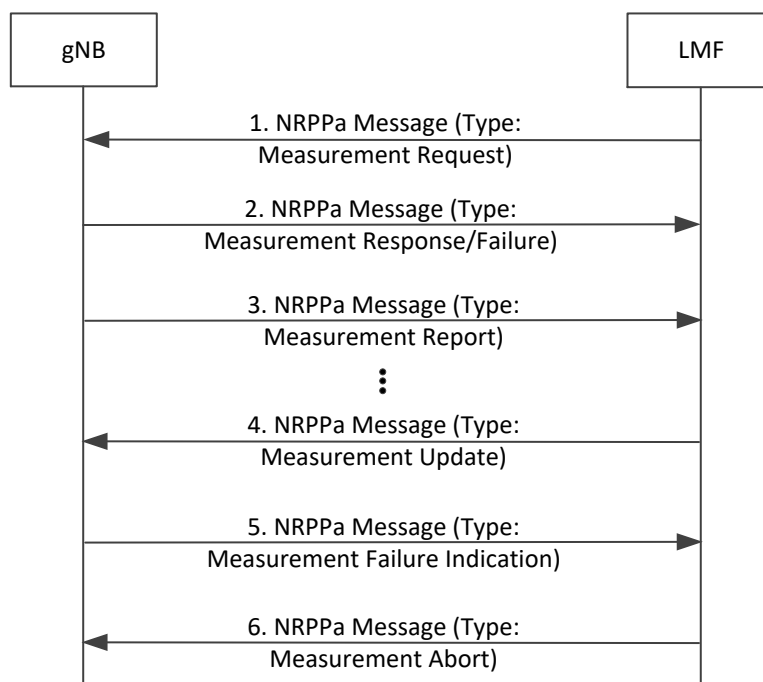 gNB
LMF
1. NRPPa Message (Type:
Measurement Request)
2. NRPPa Message (Type:
Measurement Response/Failure)
3. NRPPa Message (Type:
Measurement Report)
4. NRPPa Message (Type:
Measurement Update)
5. NRPPa Message (Type:
Measurement Failure Indication)
6. NRPPa Message (Type:
Measurement Abort)